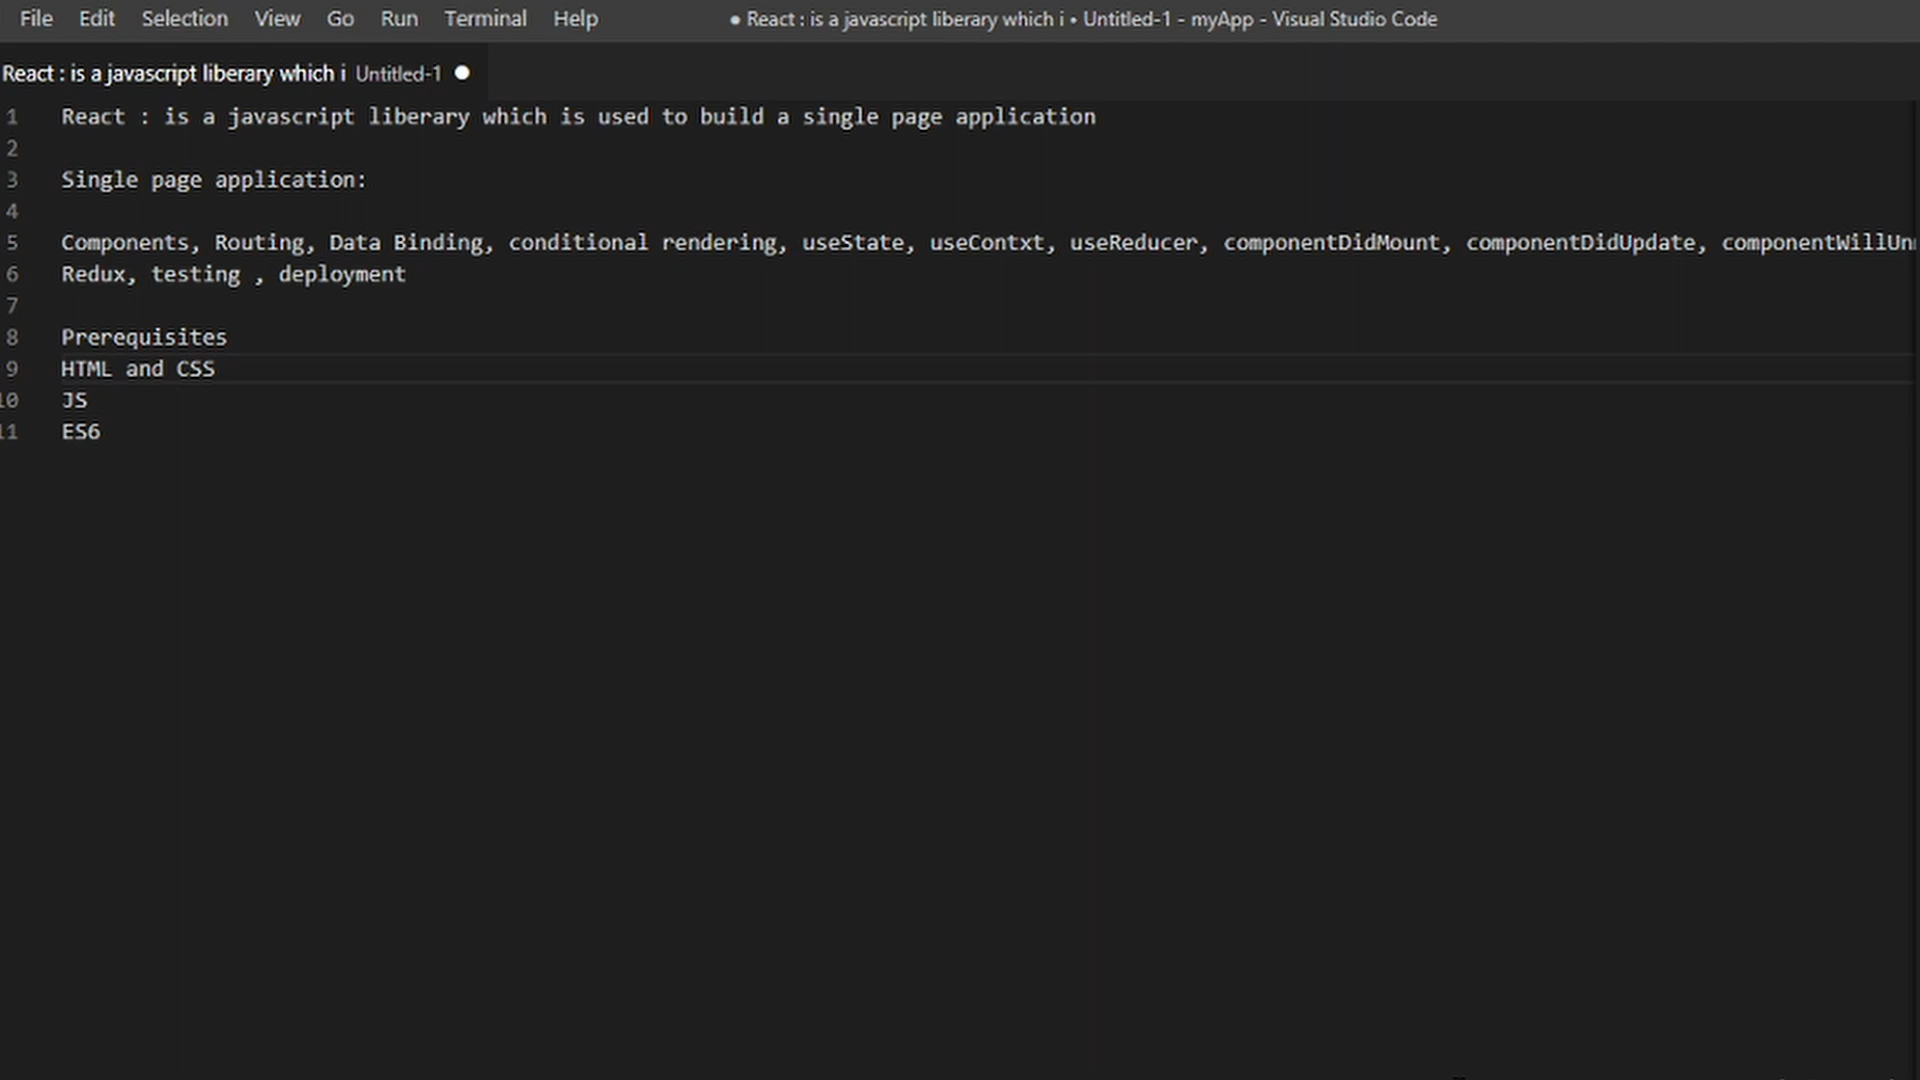 File Edit Selection View Go Run Terminal Help ● React : is a javascript liberary which i • Untitled-1 - myApp - Visual Studio Code
React : is a javascript liberary which i Untitled-1 ●
1 React : is a javascript liberary which is used to build a single page application
2
3 Single page application:
4
5 Components, Routing, Data Binding, conditional rendering, useState, useContxt, useReducer, componentDidMount, componentDidUpdate,
6 Redux, testing , deployment
7
8 Prerequisites
9 HTML and CSS
10 JS
11 ES6